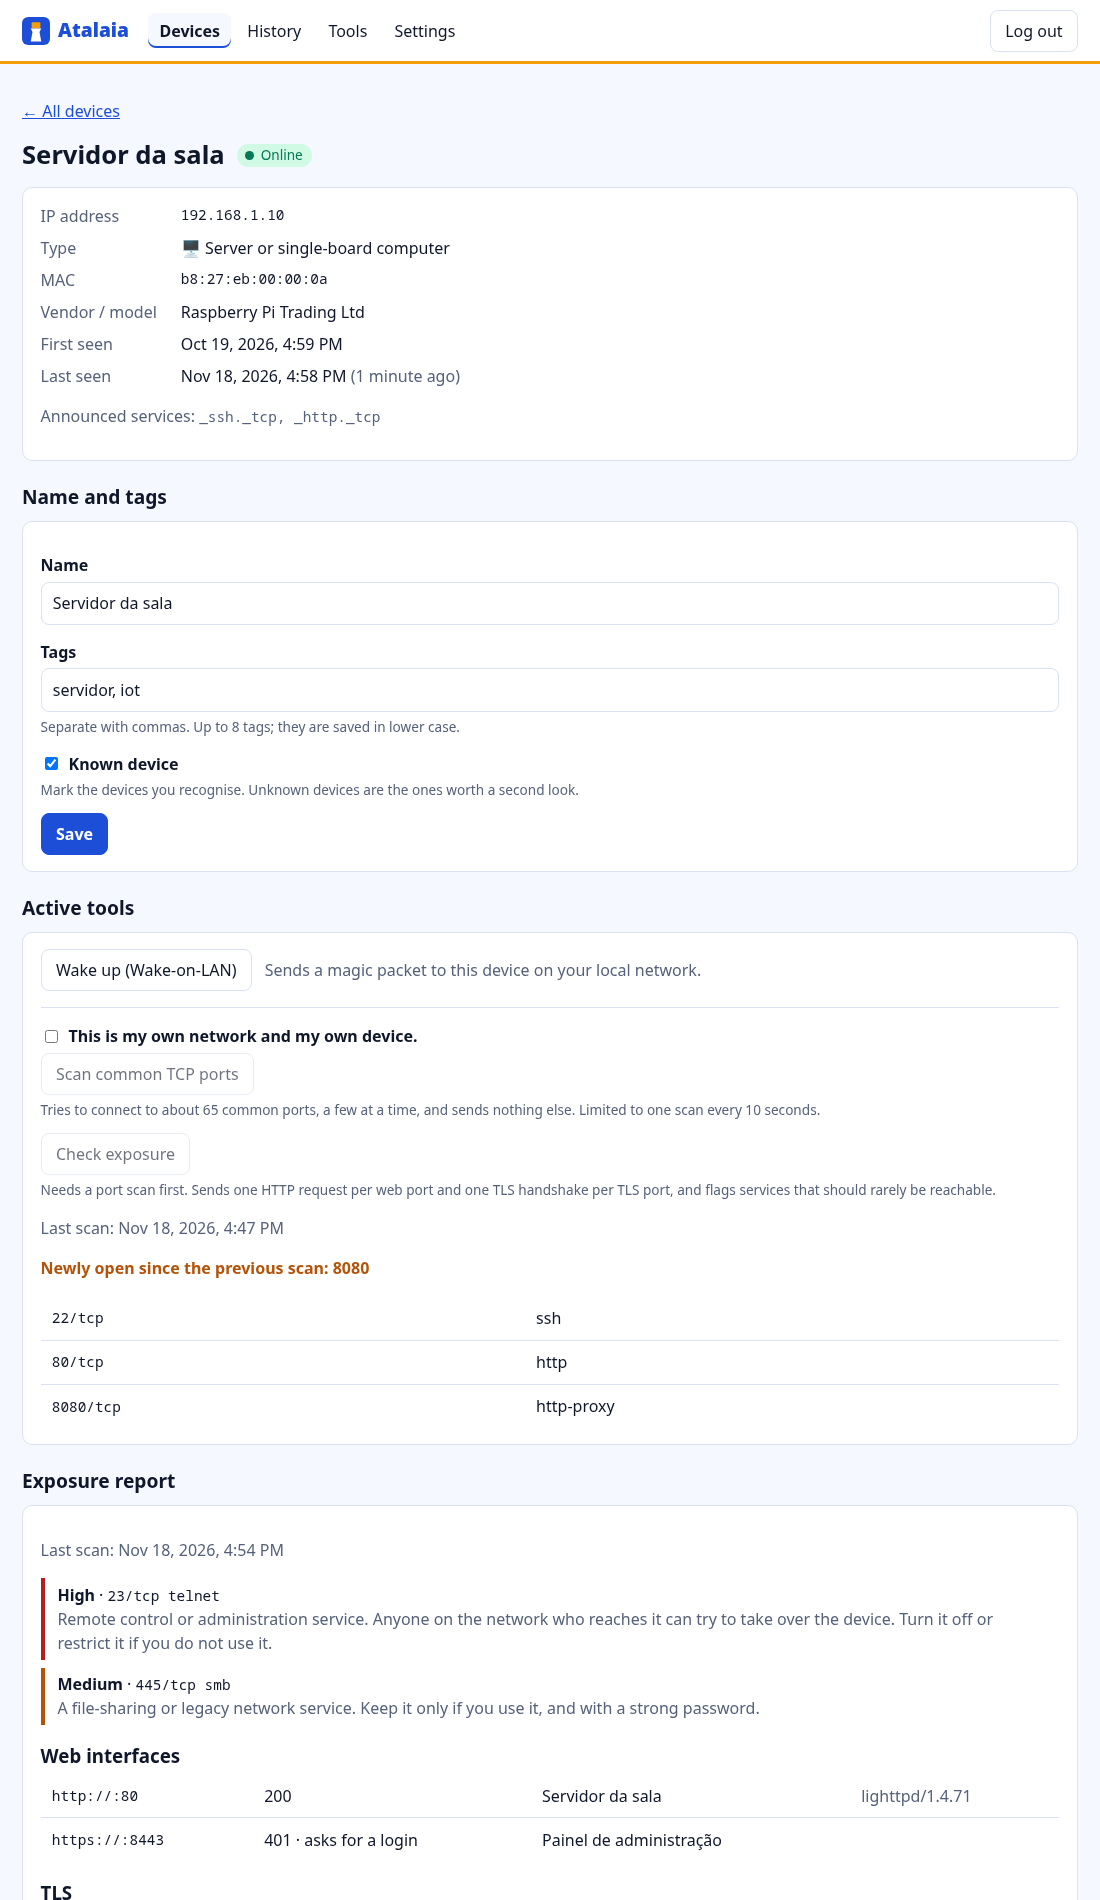 Atalaia Devices History Tools Settings Log out
← All devices
Servidor da sala Online
IP address 192.168.1.10
Type Server or single-board computer
MAC b8:27:eb:00:00:0a
Vendor / model Raspberry Pi Trading Ltd
First seen Oct 19, 2026, 4:59 PM
Last seen Nov 18, 2026, 4:58 PM (1 minute ago)
Announced services: _ssh._tcp, _http._tcp
Name and tags
Name
Servidor da sala
Tags
servidor, iot
Separate with commas. Up to 8 tags; they are saved in lower case.
Known device
Mark the devices you recognise. Unknown devices are the ones worth a second look.
Save
Active tools
Wake up (Wake-on-LAN) Sends a magic packet to this device on your local network.
This is my own network and my own device.
Scan common TCP ports
Tries to connect to about 65 common ports, a few at a time, and sends nothing else. Limited to one scan every 10 seconds.
Check exposure
Needs a port scan first. Sends one HTTP request per web port and one TLS handshake per TLS port, and flags services that should rarely be reachable.
Last scan: Nov 18, 2026, 4:47 PM
Newly open since the previous scan: 8080
22/tcp ssh
80/tcp http
8080/tcp http-proxy
Exposure report
Last scan: Nov 18, 2026, 4:54 PM
High · 23/tcp telnet
Remote control or administration service. Anyone on the network who reaches it can try to take over the device. Turn it off or
restrict it if you do not use it.
Medium · 445/tcp smb
A file-sharing or legacy network service. Keep it only if you use it, and with a strong password.
Web interfaces
http://:80 200 Servidor da sala lighttpd/1.4.71
https://:8443 401 · asks for a login Painel de administração
TLS